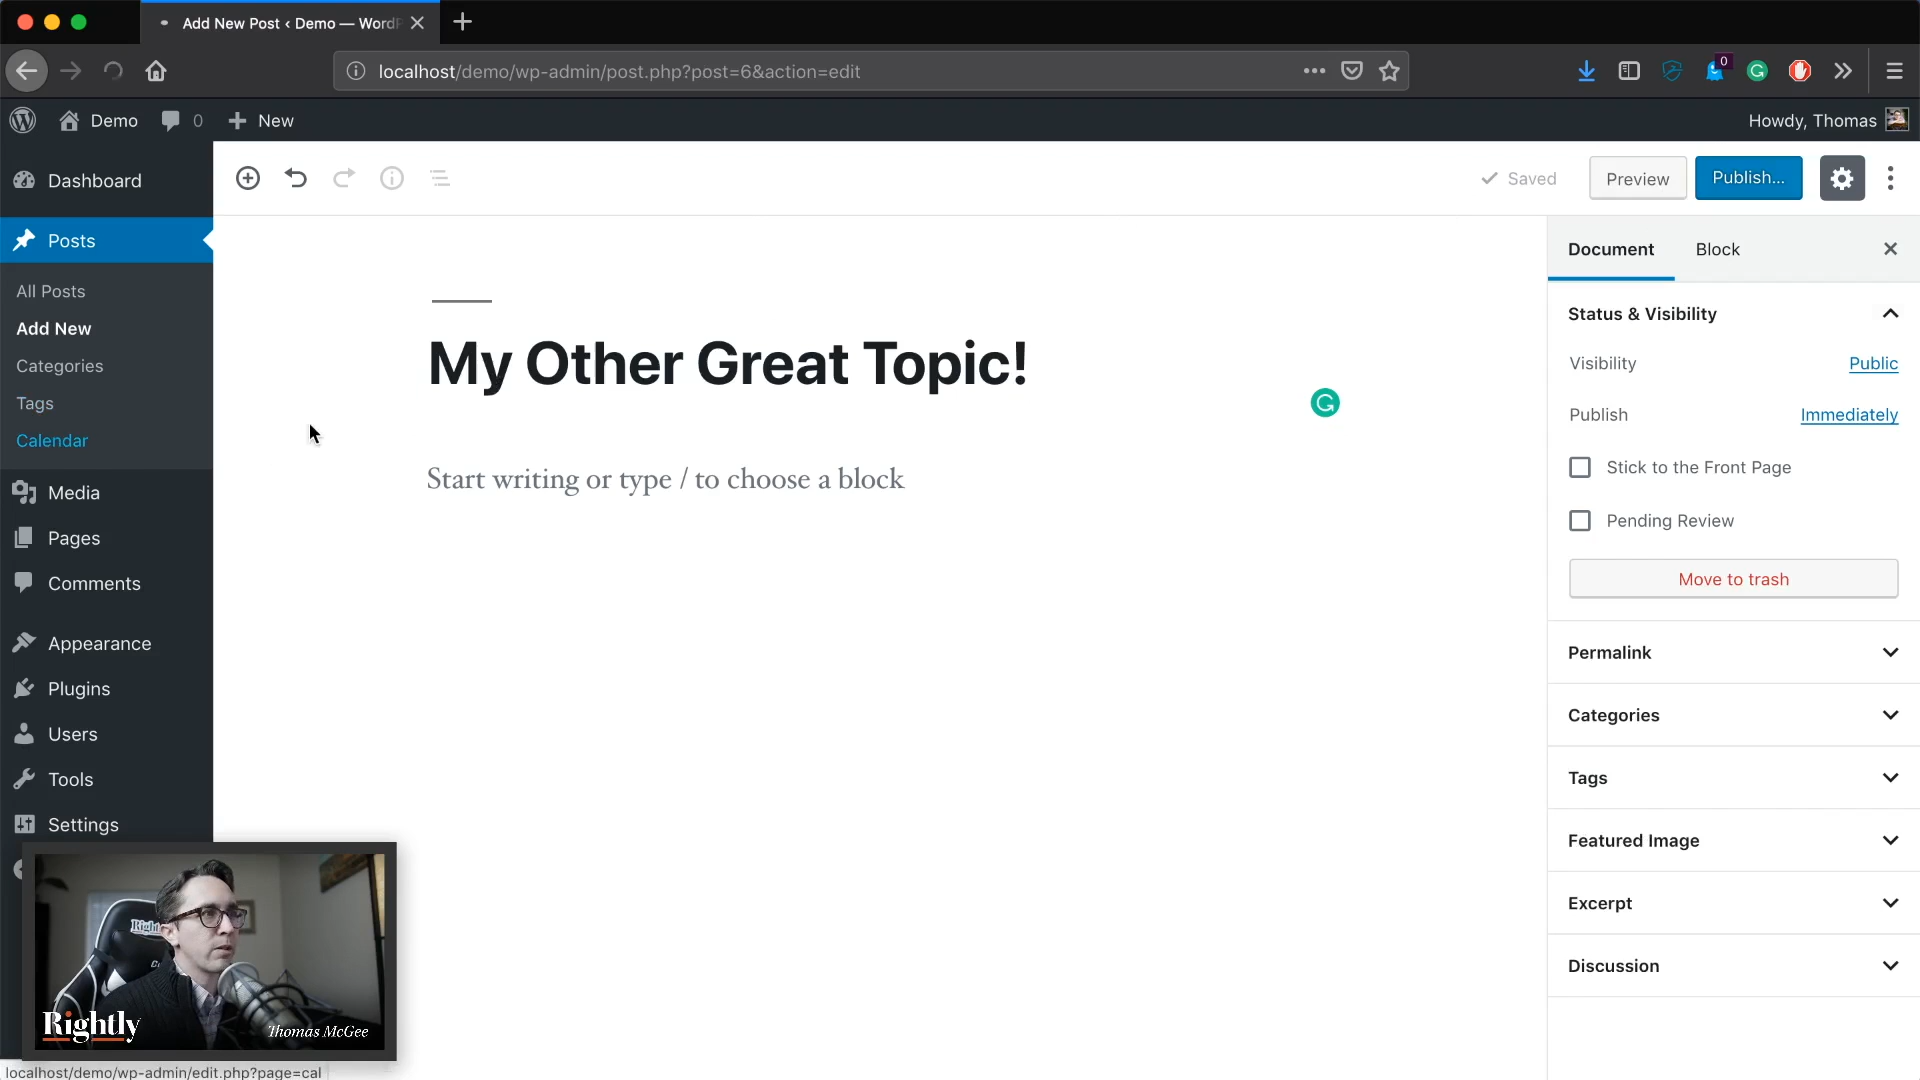 Add New Post ‹ Demo — WordP
localhost/demo/wp-admin/post.php?post=6&action=edit
0
Demo
0
New
Howdy, Thomas
Dashboard
Posts
All Posts
Add New
Categories
Tags
Calendar
Media
Pages
Comments
Appearance
Plugins
Users
Tools
Settings
Saved
Preview
Publish...
My Other Great Topic!
Start writing or type / to choose a block
Document
Block
Status & Visibility
Visibility
Public
Publish
Immediately
Stick to the Front Page
Pending Review
Move to trash
Permalink
Categories
Tags
Featured Image
Excerpt
Discussion
Rightly
Thomas McGee
localhost/demo/wp-admin/edit.php?page=cal